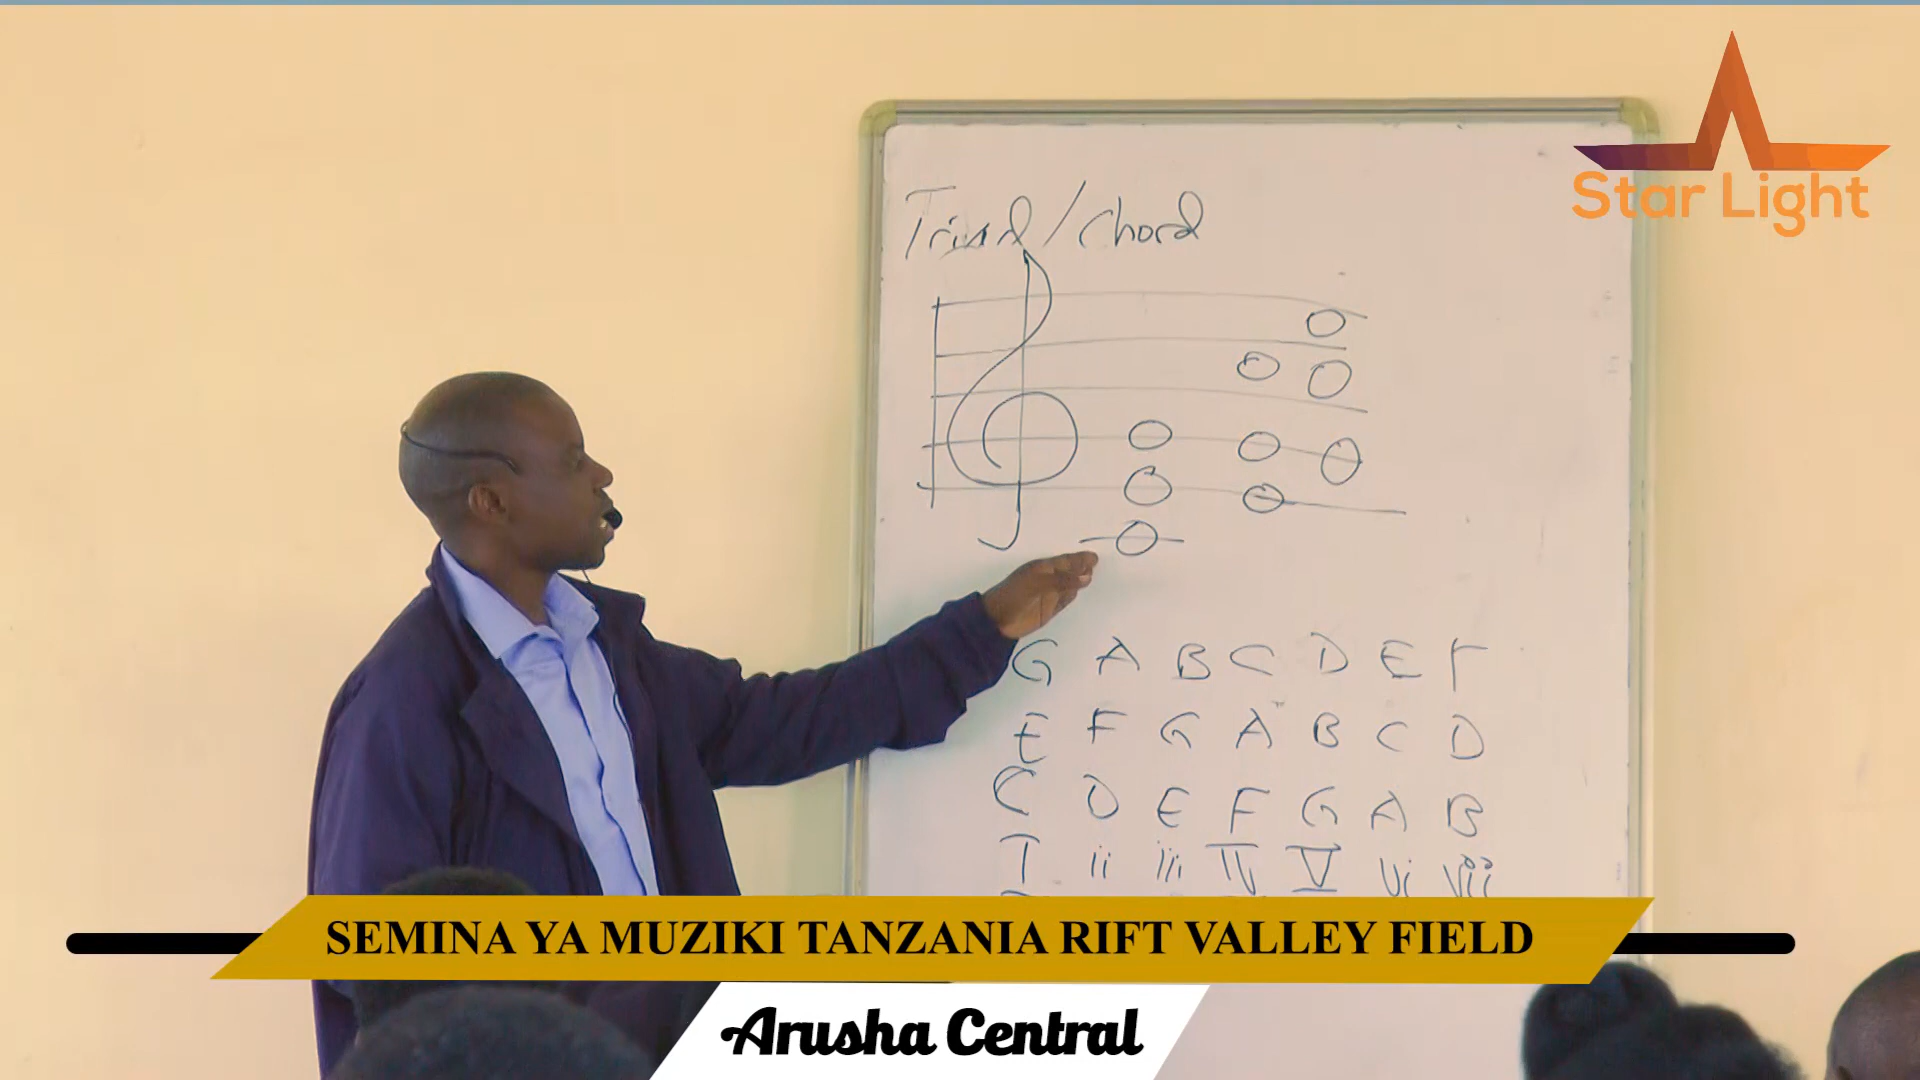 Star Light
Triad/chord
G A B C D E F
E F G A B C D
C D E F G A B
I ii iii IV V vi vii
SEMINA YA MUZIKI TANZANIA RIFT VALLEY FIELD
Arusha Central